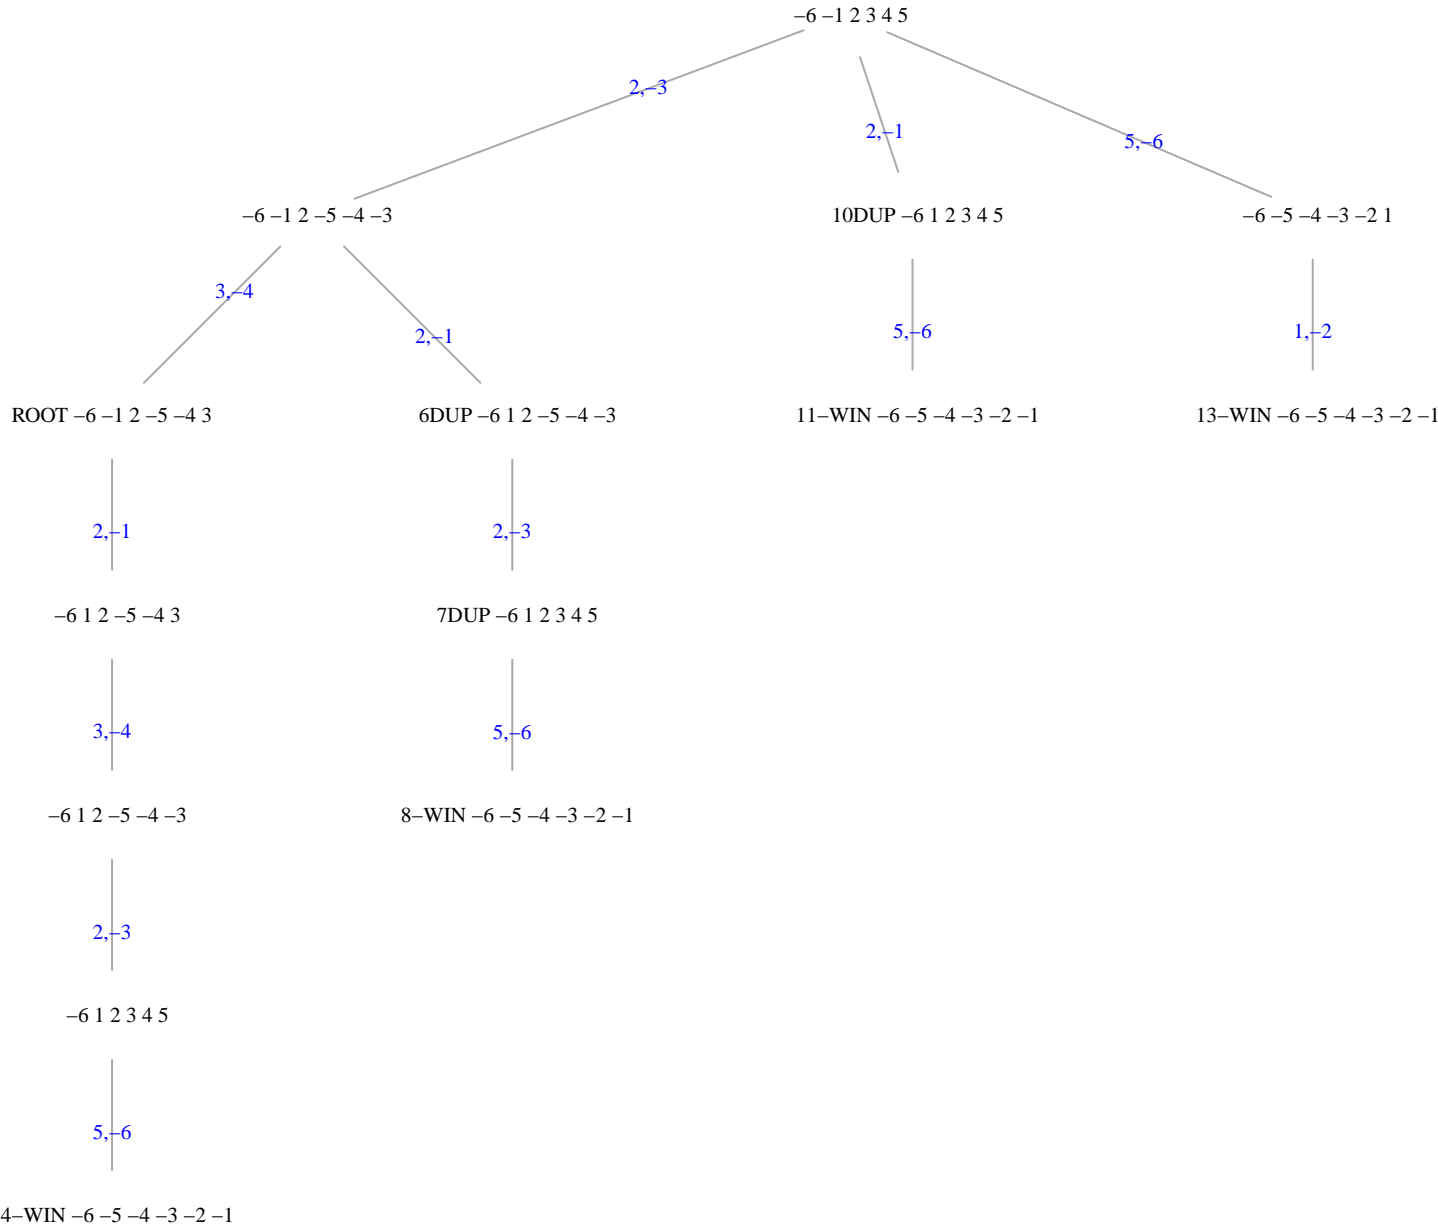 −6 −1 2 3 4 5
2,−3
2,−1
5,−6
−6 −1 2 −5 −4 −3
10DUP −6 1 2 3 4 5
−6 −5 −4 −3 −2 1
3,−4
2,−1
5,−6
1,−2
ROOT −6 −1 2 −5 −4 3
6DUP −6 1 2 −5 −4 −3
11−WIN −6 −5 −4 −3 −2 −1
13−WIN −6 −5 −4 −3 −2 −1
2,−1
2,−3
−6 1 2 −5 −4 3
7DUP −6 1 2 3 4 5
3,−4
5,−6
−6 1 2 −5 −4 −3
8−WIN −6 −5 −4 −3 −2 −1
2,−3
−6 1 2 3 4 5
5,−6
4−WIN −6 −5 −4 −3 −2 −1